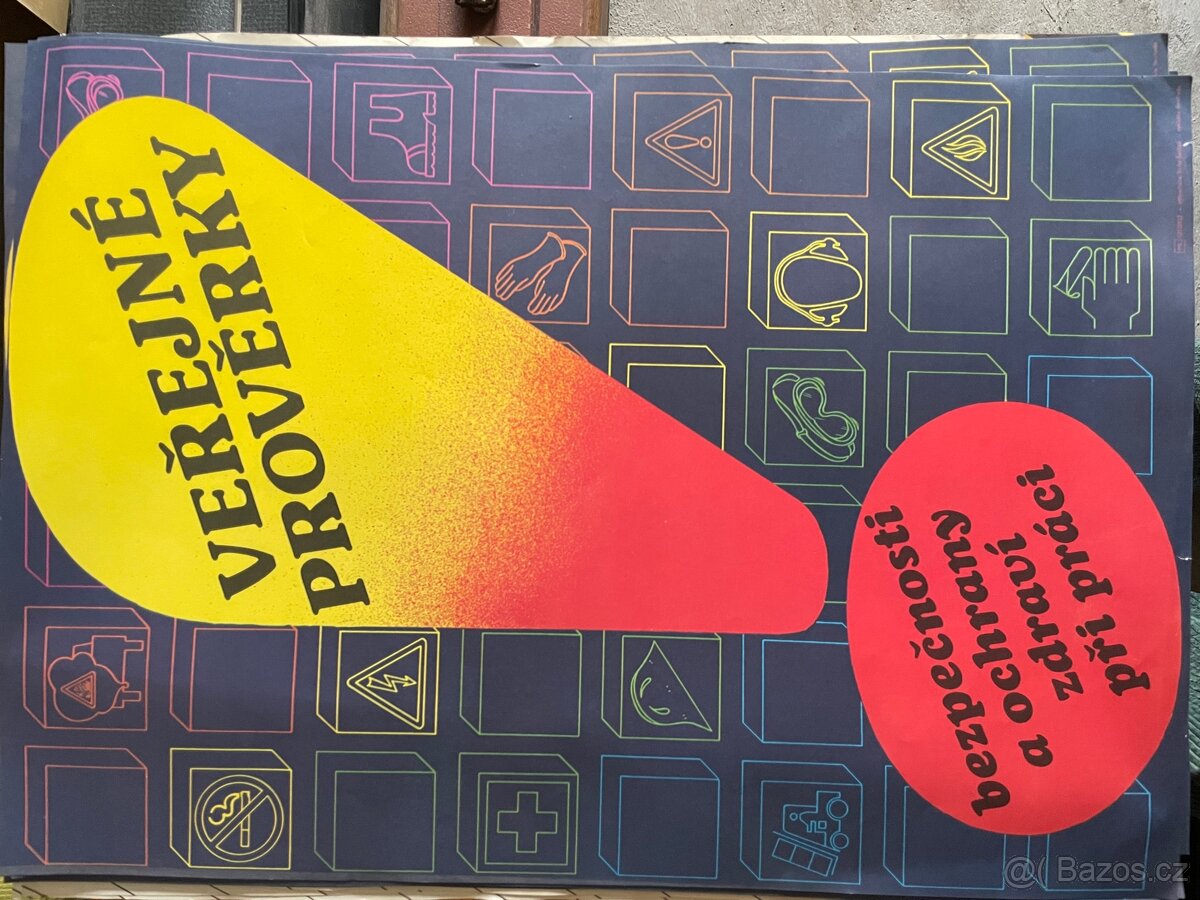 VEŘEJNÉ
PROVĚRKY
bezpečnosti
a ochrany
zdraví
při práci
@( Bazos.cz